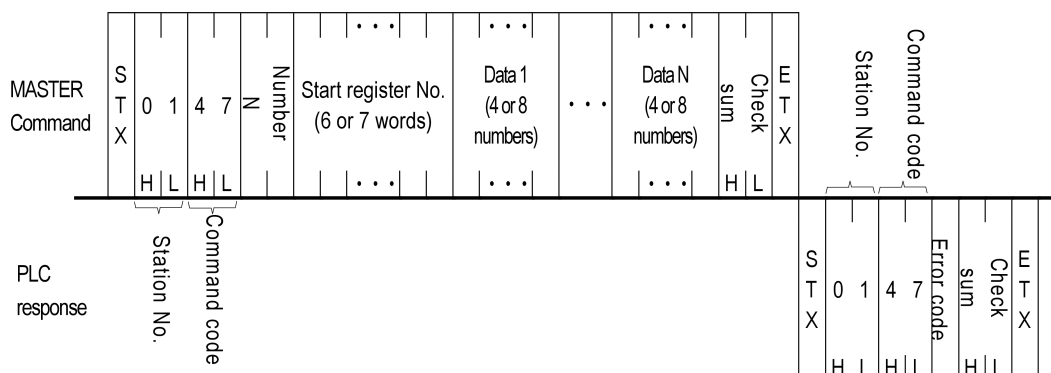 MASTER
Command
S
T
X
0 1
4 7
N
Number
• • •
Start register No.
(6 or 7 words)
• • •
• • •
Data 1
(4 or 8
numbers)
• • •
• • •
• • •
Data N
(4 or 8
numbers)
• • •
Check
sum
E
T
X
H L
H L
H L
Station No.
Command code
Station No.
Command code
PLC
response
S
T
X
0 1
4 7
Error code
Check
sum
E
T
X
H L
H L
H L